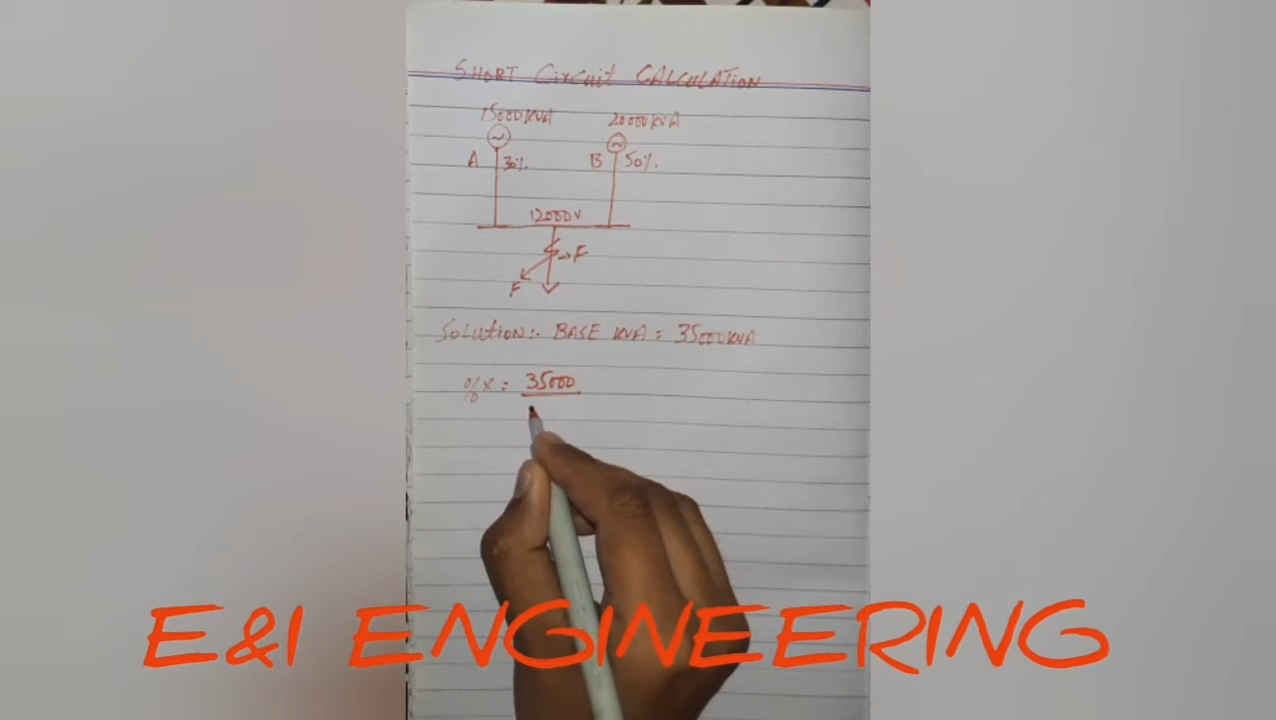 SHORT Circuit CALCULATION
15000KVA 20000KVA
A 30%. B 50%.
12000V
F
F
Solution:- BASE KVA = 35000KVA
%X = 35000
E&I ENGINEERING